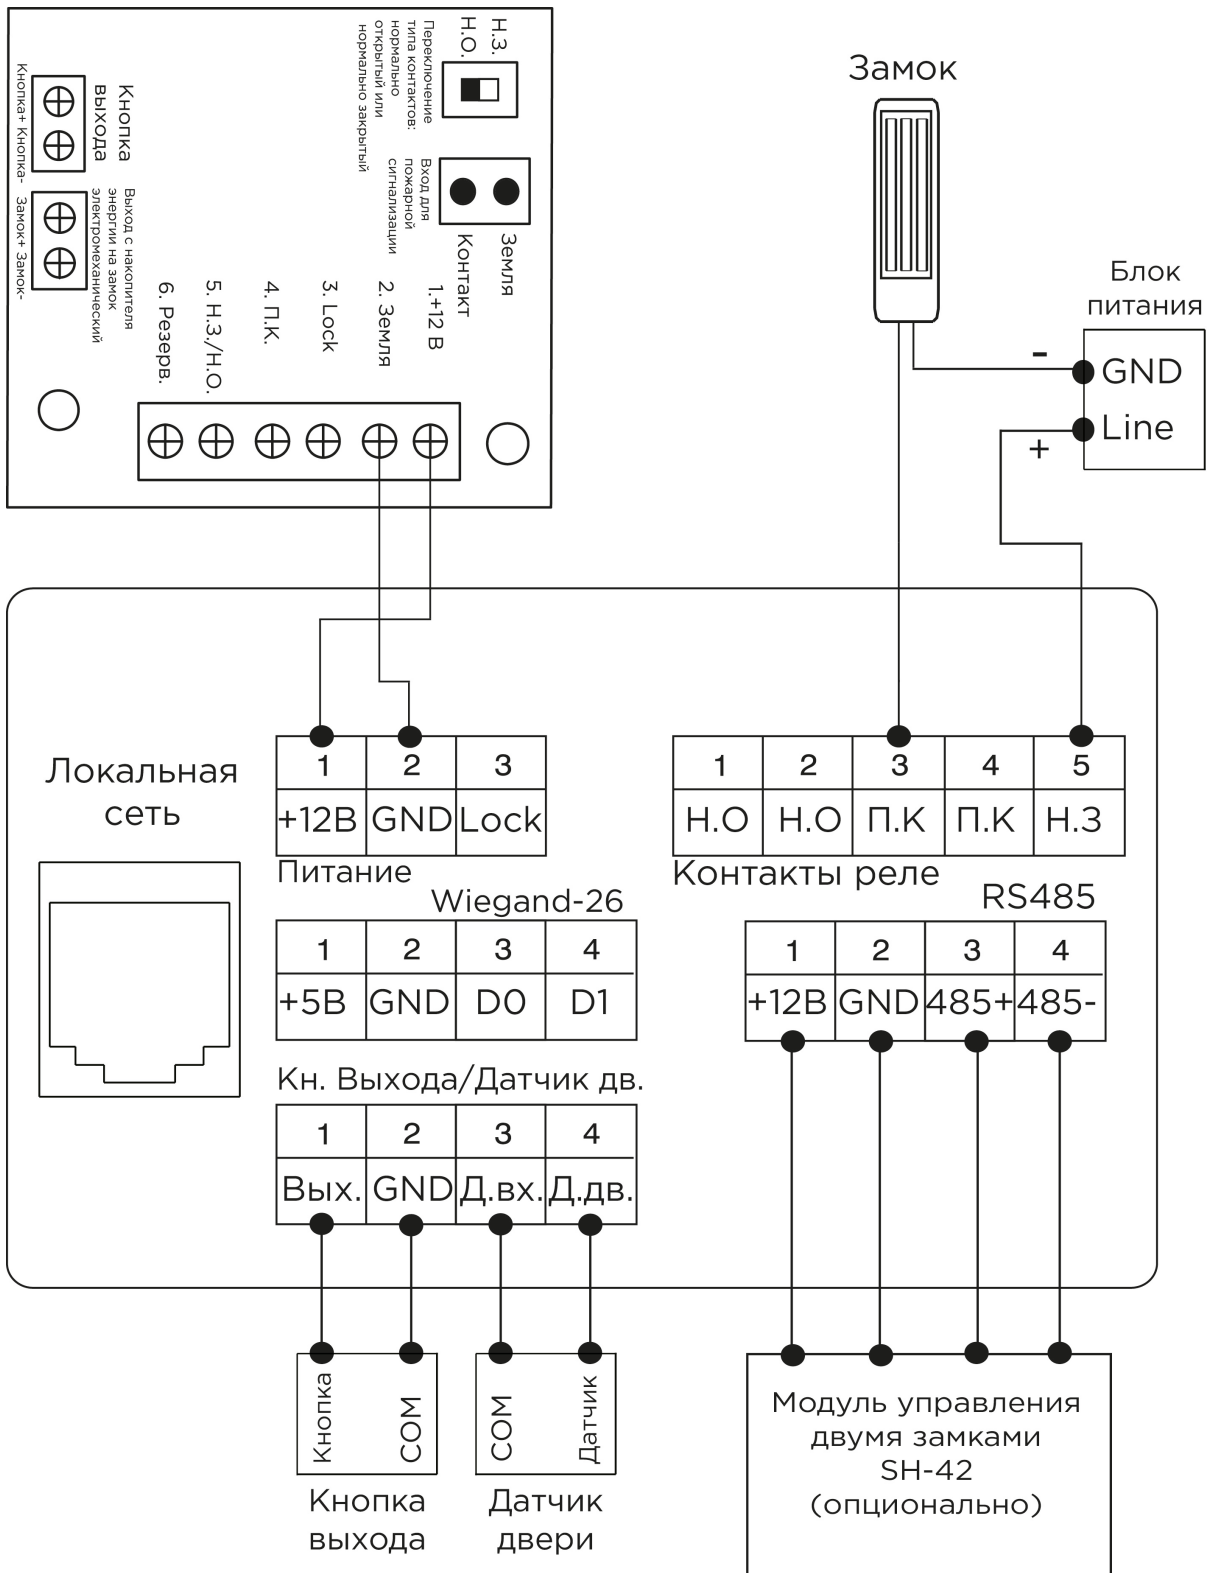 Н.З.
Н.О.
Переключение
типа контактов:
нормально
открытый или
нормально закрытый
Кнопка
выхода
Кнопка+ Кнопка-
Вход для
пожарной
сигнализации
Земля
Контакт
Выход с накопителя
энергии на замок
электромеханический
Замок+ Замок-
1.+12 В
2. Земля
3. Lock
4. П.К.
5. Н.З./Н.О.
6. Резерв.
Замок
Блок
питания
-
GND
Line
+
Локальная
сеть
1 2 3
+12В GND Lock
Питание
1 2 3 4 5
Н.О Н.О П.К П.К Н.З
Контакты реле
Wiegand-26
1 2 3 4
+5В GND D0 D1
RS485
1 2 3 4
+12В GND 485+ 485-
Кн. Выхода/Датчик дв.
1 2 3 4
Вых. GND Д.вх. Д.дв.
Кнопка
COM
COM
Датчик
Кнопка
выхода
Датчик
двери
Модуль управления
двумя замками
SH-42
(опционально)